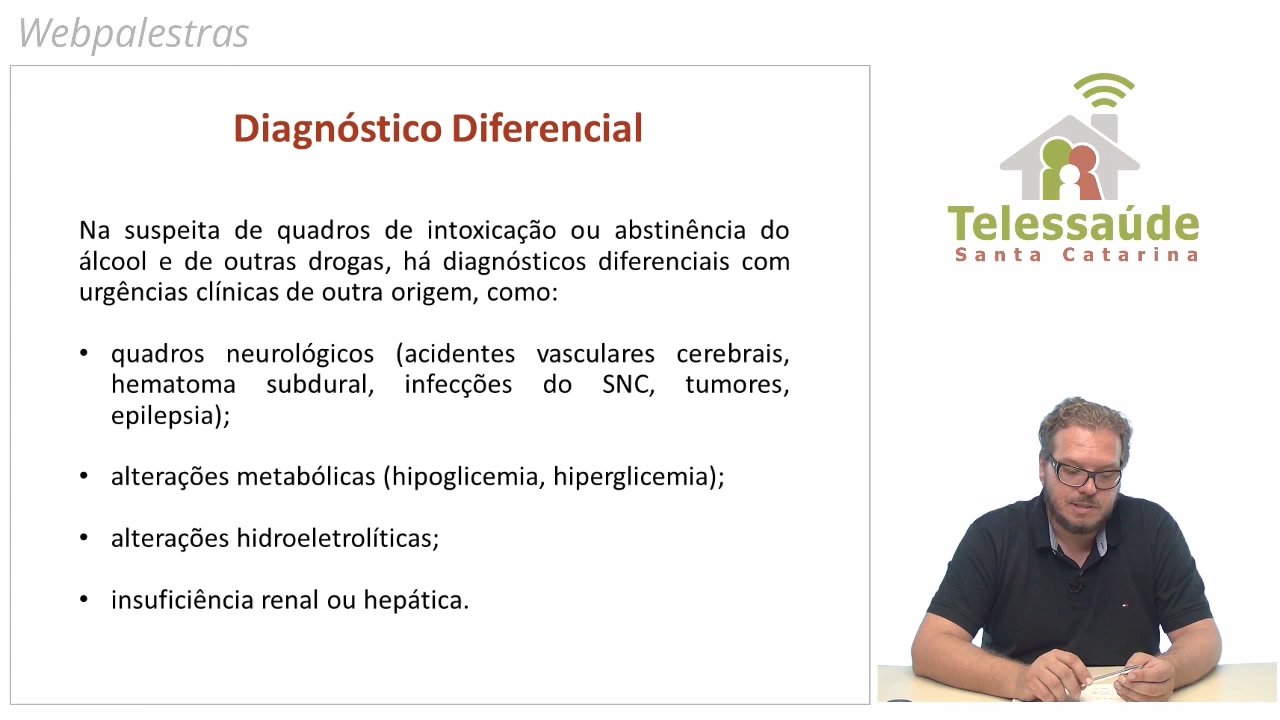 Webpalestras
Diagnóstico Diferencial
Na suspeita de quadros de intoxicação ou abstinência do
álcool e de outras drogas, há diagnósticos diferenciais com
urgências clínicas de outra origem, como:
• quadros neurológicos (acidentes vasculares cerebrais,
hematoma subdural, infecções do SNC, tumores,
epilepsia);
• alterações metabólicas (hipoglicemia, hiperglicemia);
• alterações hidroeletrolíticas;
• insuficiência renal ou hepática.
Telessaúde
Santa Catarina